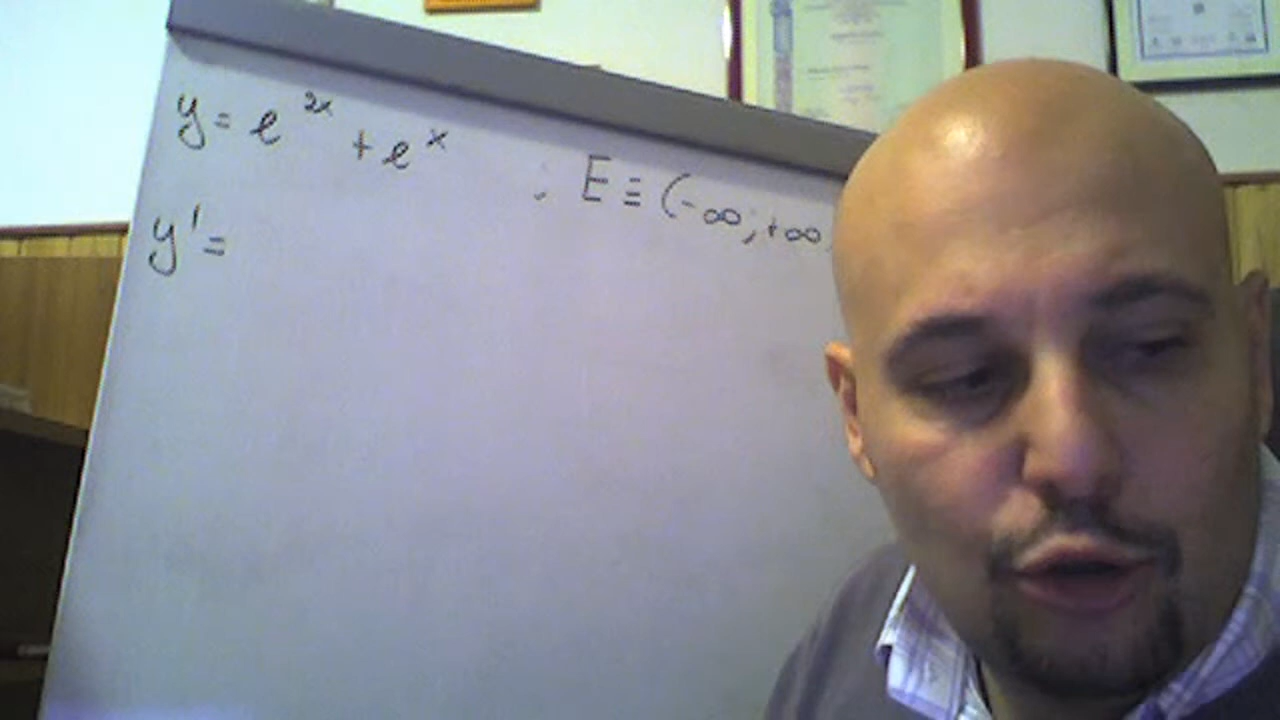 y = e^{2x} + e^x ; E ≡ (-∞; +∞
y' =